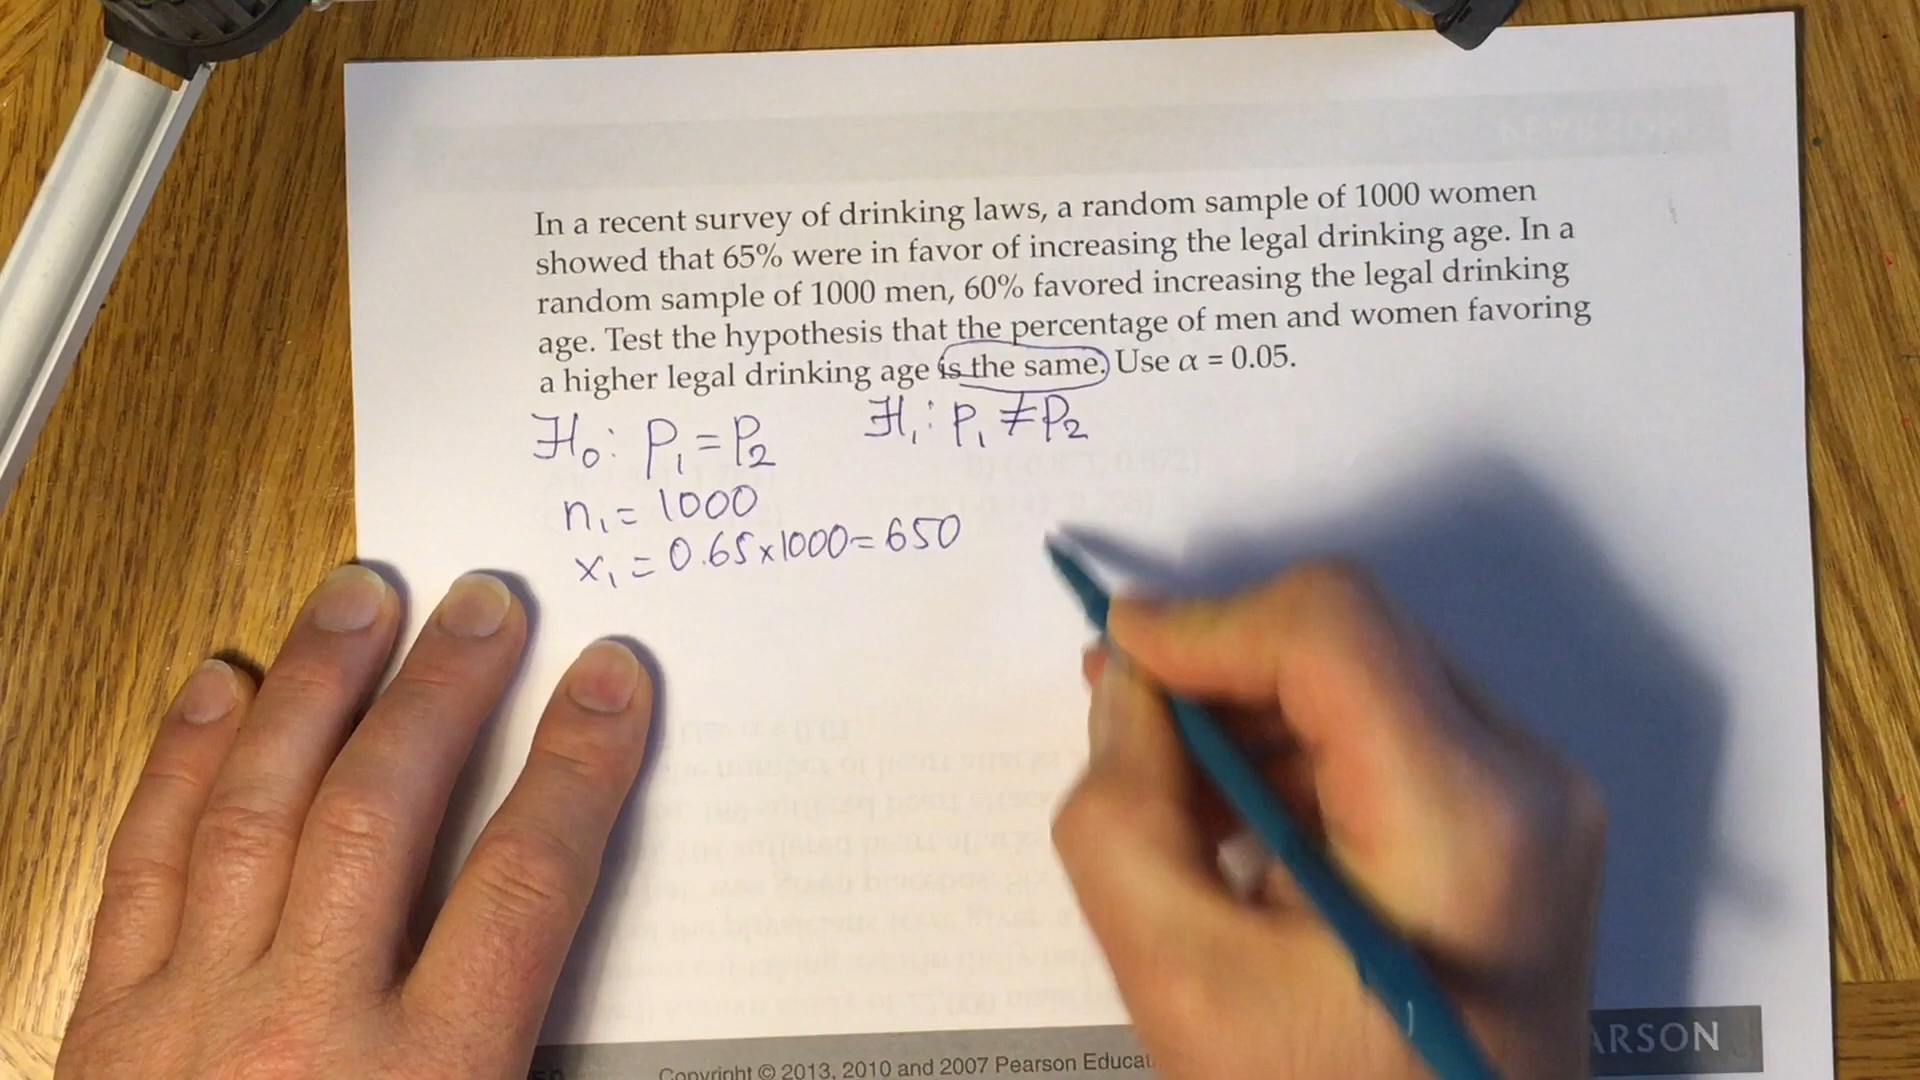 In a recent survey of drinking laws, a random sample of 1000 women
showed that 65% were in favor of increasing the legal drinking age. In a
random sample of 1000 men, 60% favored increasing the legal drinking
age. Test the hypothesis that the percentage of men and women favoring
a higher legal drinking age is the same. Use α = 0.05.
H₀: p₁ = p₂ H₁: p₁ ≠ p₂
n₁ = 1000
x₁ = 0.65 x 1000 = 650
Copyright © 2013, 2010 and 2007 Pearson Educat
ARSON